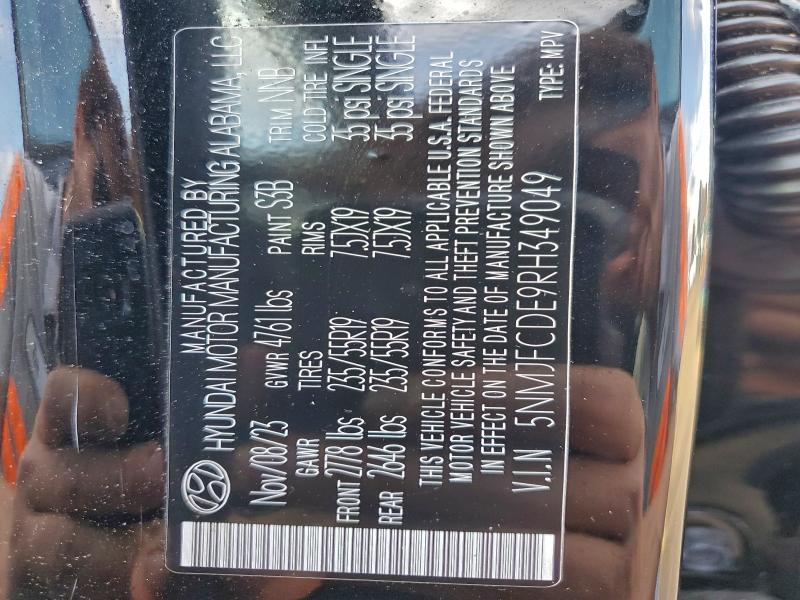 MANUFACTURED BY
HYUNDAI MOTOR MANUFACTURING ALABAMA, LLC
Nov/08/23 GVWR 4761 lbs PAINT S3B TRIM NNB
GAWR TIRES RIMS COLD TIRE INFL
FRONT 2778 lbs 235/55R19 7.5JX19 35 psi SINGLE
REAR 2646 lbs 235/55R19 7.5JX19 35 psi SINGLE
THIS VEHICLE CONFORMS TO ALL APPLICABLE U.S.A. FEDERAL
MOTOR VEHICLE SAFETY AND THEFT PREVENTION STANDARDS
IN EFFECT ON THE DATE OF MANUFACTURE SHOWN ABOVE
V.I.N 5NMJFCDE9RH349049 TYPE: MPV